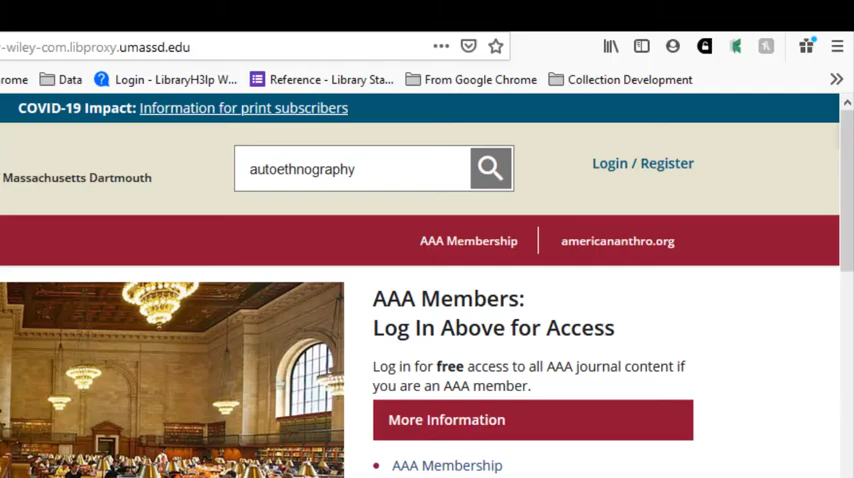 -wiley-com.libproxy.umassd.edu
rome Data Login - LibraryH3lp W... Reference - Library Sta... From Google Chrome Collection Development
COVID-19 Impact: Information for print subscribers
Massachusetts Dartmouth
autoethnography
Login / Register
AAA Membership
americananthro.org
AAA Members:
Log In Above for Access
Log in for free access to all AAA journal content if
you are an AAA member.
More Information
AAA Membership